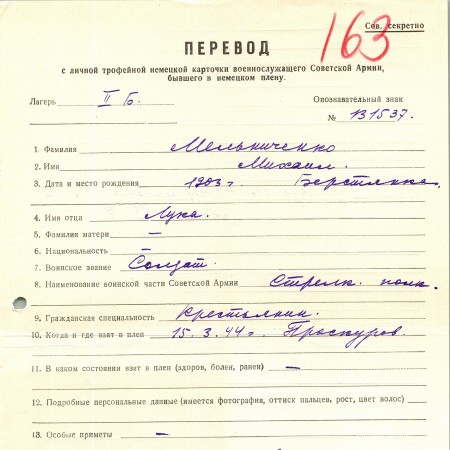 Сов. секретно
163
ПЕРЕВОД
с личной трофейной немецкой карточки военнослужащего Советской Армии,
бывшего в немецком плену.
Лагерь II Б. Опознавательный знак
№ 131537.
1. Фамилия Мельниченко
2. Имя Михаил.
3. Дата и место рождения 1903 г. Берстянка.
4. Имя отца Лука.
5. Фамилия матери —
6. Национальность —
7. Воинское звание Солдат.
8. Наименование воинской части Советской Армии Стрелк. полк.
9. Гражданская специальность Крестьянин.
10. Когда и где взят в плен 15.3.44 г. Проскуров.
11. В каком состоянии взят в плен (здоров, болен, ранен) —
12. Подробные персональные данные (имеется фотография, оттиск пальцев, рост, цвет волос)
13. Особые приметы —